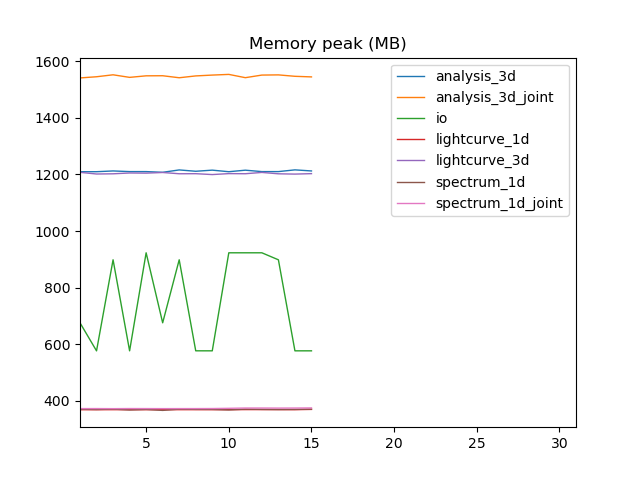 Memory peak (MB)
1600
1400
1200
1000
800
600
400
5
10
15
20
25
30
analysis_3d
analysis_3d_joint
io
lightcurve_1d
lightcurve_3d
spectrum_1d
spectrum_1d_joint